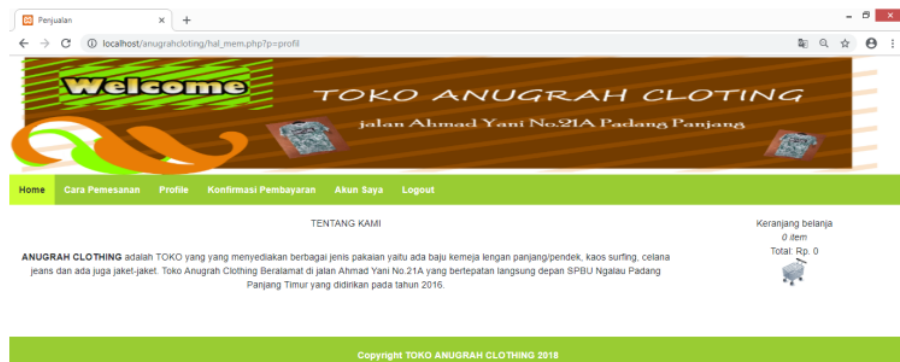 Penjualan
localhost/anugrahcloting/hal_mem.php?p=profil
Welcome
TOKO ANUGRAH CLOTING
jalan Ahmad Yani No.21A Padang Panjang
Home Cara Pemesanan Profile Konfirmasi Pembayaran Akun Saya Logout
TENTANG KAMI
ANUGRAH CLOTHING adalah TOKO yang yang menyediakan berbagai jenis pakaian yaitu ada baju kemeja lengan panjang/pendek, kaos surfing, celana
jeans dan ada juga jaket-jaket. Toko Anugrah Clothing Beralamat di jalan Ahmad Yani No.21A yang bertepatan langsung depan SPBU Ngalau Padang
Panjang Timur yang didirikan pada tahun 2016.
Keranjang belanja
0 item
Total: Rp. 0
Copyright TOKO ANUGRAH CLOTHING 2018